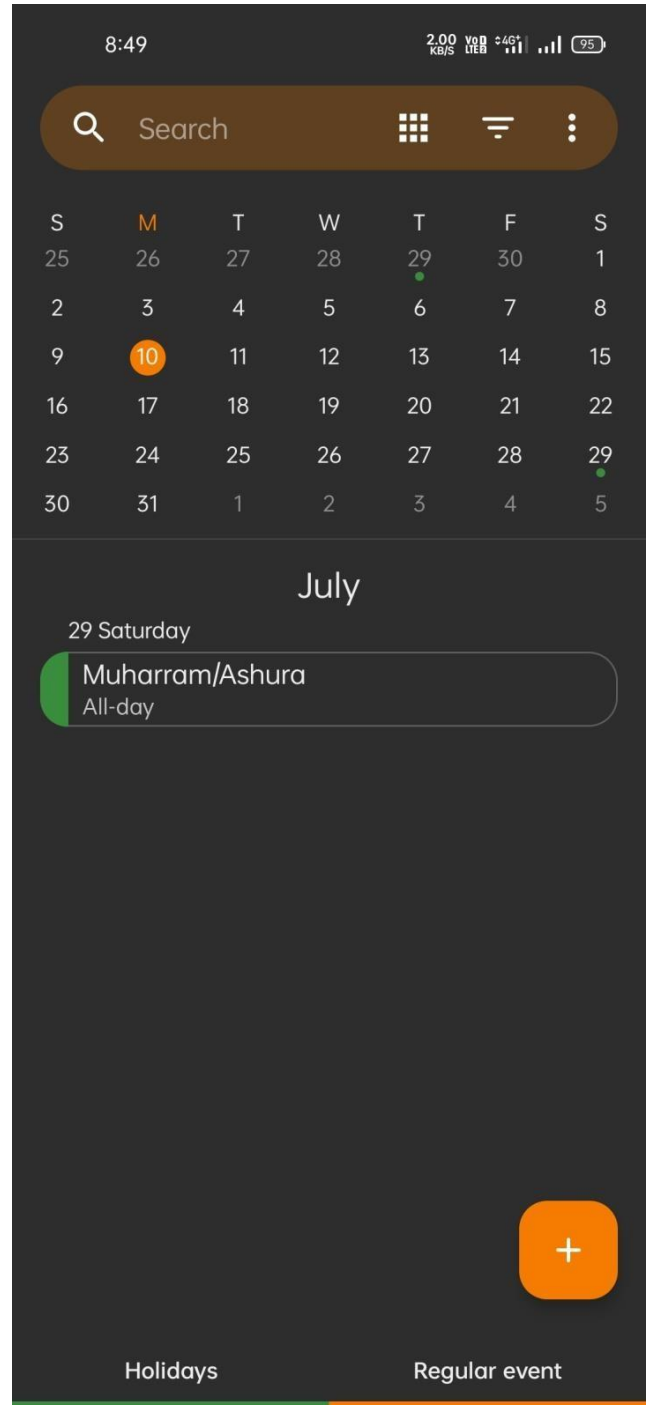 8:49 2.00 KB/S Vo LTE 4G+ 95
Search
S M T W T F S
25 26 27 28 29 30 1
2 3 4 5 6 7 8
9 10 11 12 13 14 15
16 17 18 19 20 21 22
23 24 25 26 27 28 29
30 31 1 2 3 4 5
July
29 Saturday
Muharram/Ashura
All-day
+
Holidays Regular event